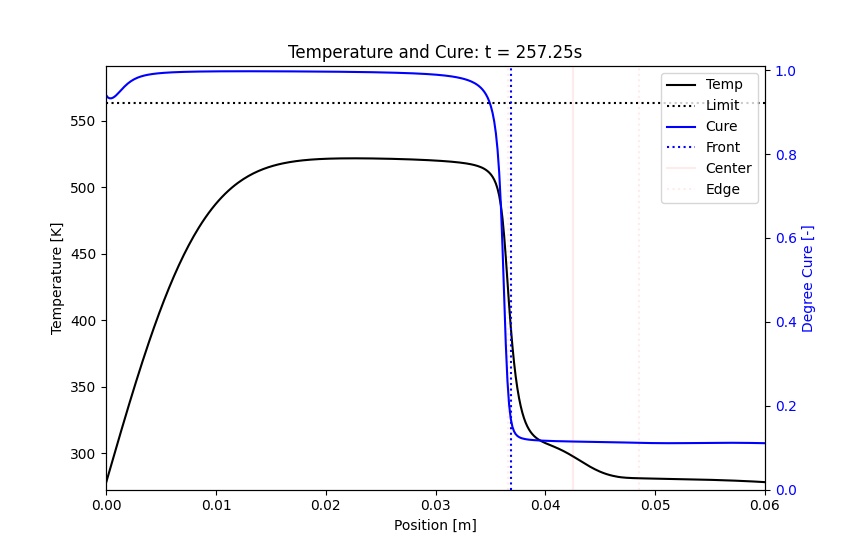 Temperature and Cure: t = 257.25s
Temp
Limit
Cure
Front
Center
Edge
Temperature [K]
550
500
450
400
350
300
Degree Cure [-]
1.0
0.8
0.6
0.4
0.2
0.0
0.00 0.01 0.02 0.03 0.04 0.05 0.06
Position [m]